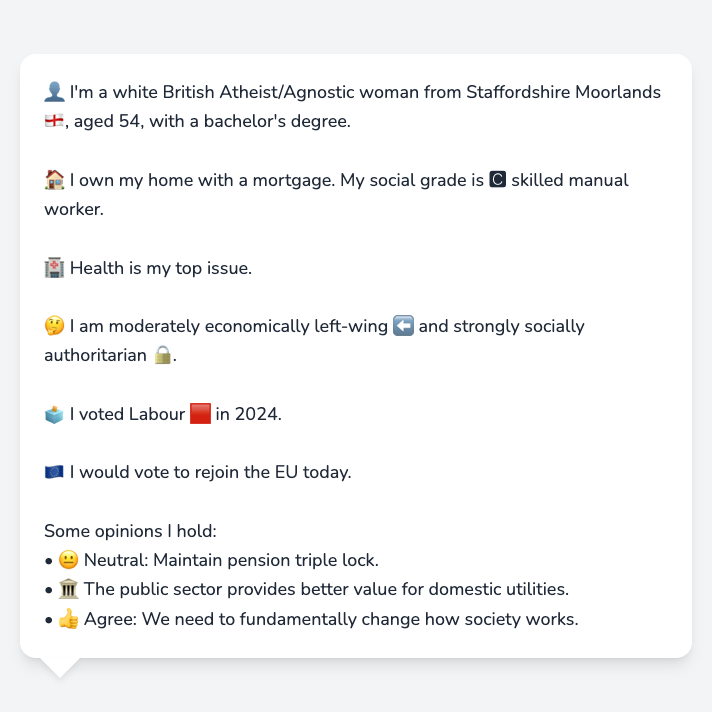 👤 I'm a white British Atheist/Agnostic woman from Staffordshire Moorlands
🏴󠁧󠁢󠁥󠁮󠁧󠁿, aged 54, with a bachelor's degree.
🏠 I own my home with a mortgage. My social grade is 🅲 skilled manual
worker.
🏥 Health is my top issue.
🤔 I am moderately economically left-wing ⬅️ and strongly socially
authoritarian 🔒.
🗳️ I voted Labour 🟥 in 2024.
🇪🇺 I would vote to rejoin the EU today.
Some opinions I hold:
• 😐 Neutral: Maintain pension triple lock.
• 🏛️ The public sector provides better value for domestic utilities.
• 👍 Agree: We need to fundamentally change how society works.